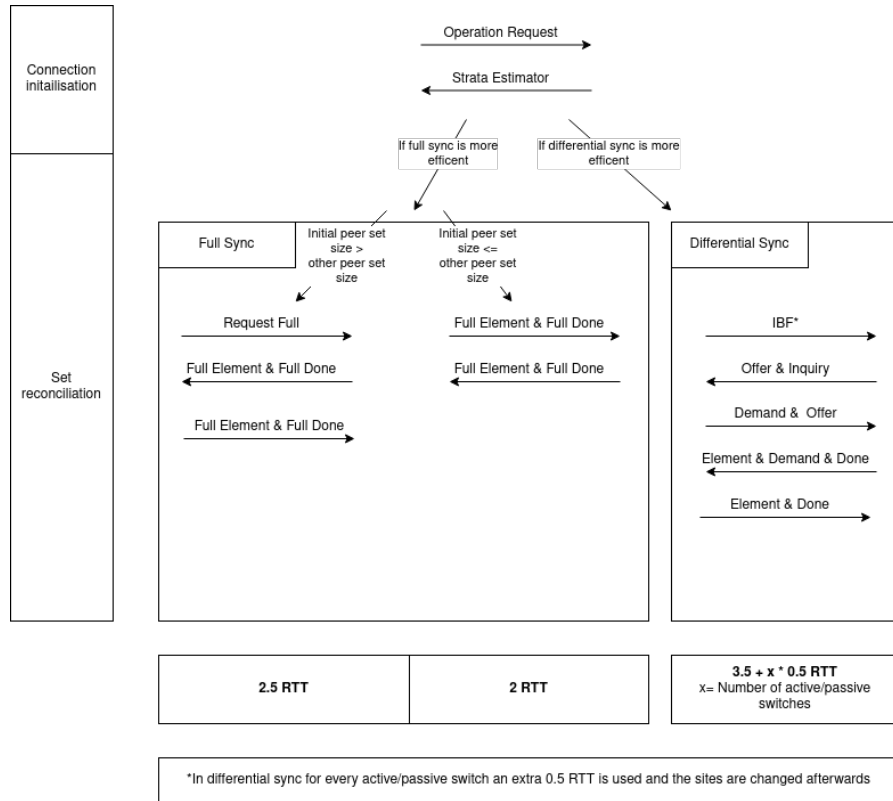 Operation Request
Connection
initailisation
Strata Estimator
If full sync is more
efficent
If differential sync is more
efficent
Full Sync
Initial peer set
size >
other peer set
size
Initial peer set
size <=
other peer set
size
Differential Sync
Set
reconciliation
Request Full
Full Element & Full Done
Full Element & Full Done
Full Element & Full Done
Full Element & Full Done
IBF*
Offer & Inquiry
Demand & Offer
Element & Demand & Done
Element & Done
2.5 RTT
2 RTT
3.5 + x * 0.5 RTT
x= Number of active/passive
switches
*In differential sync for every active/passive switch an extra 0.5 RTT is used and the sites are changed afterwards